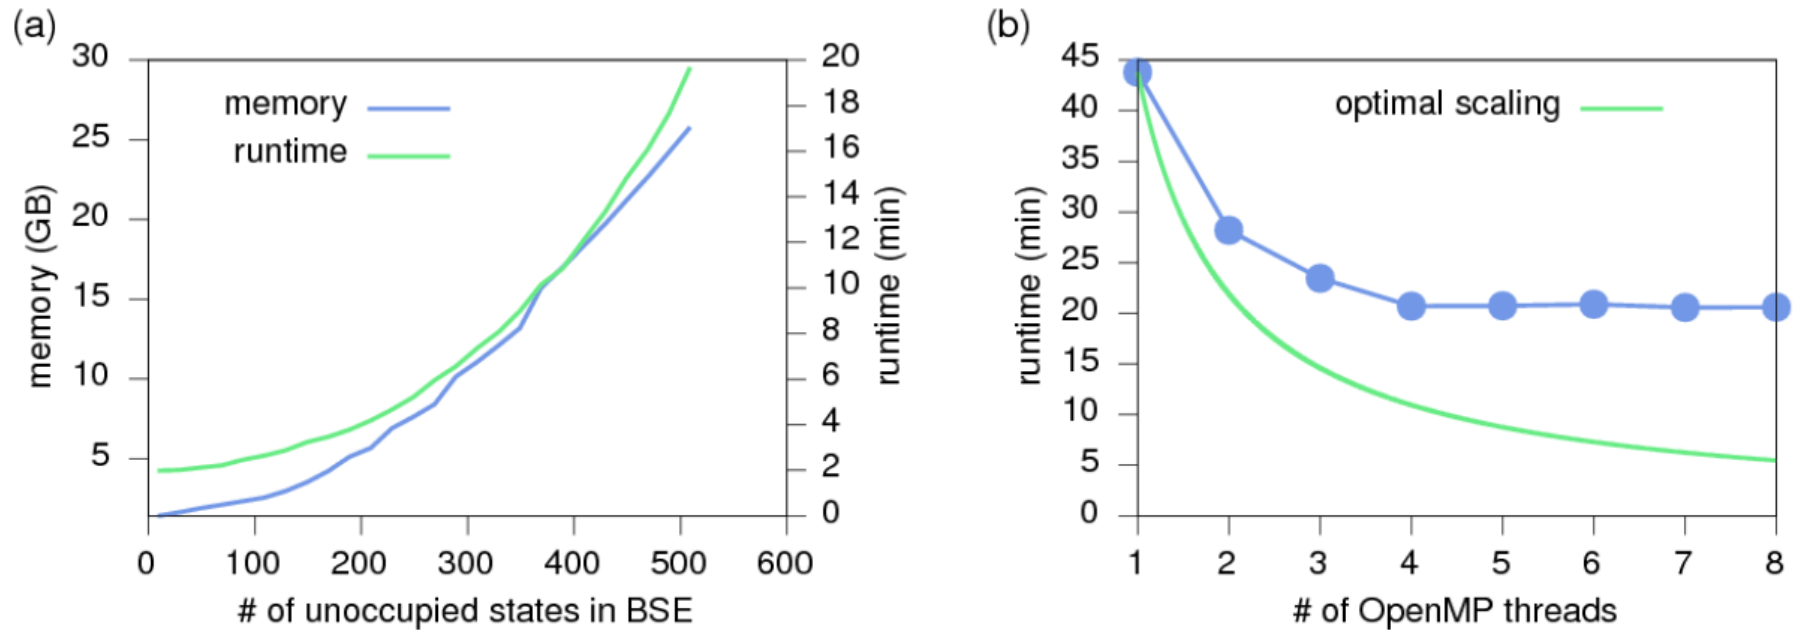 (a)
30
25
20
15
10
5
memory (GB)
memory
runtime
20
18
16
14
12
10
8
6
4
2
0
runtime (min)
0 100 200 300 400 500 600
# of unoccupied states in BSE
(b)
45
40
35
30
25
20
15
10
5
0
runtime (min)
optimal scaling
1 2 3 4 5 6 7 8
# of OpenMP threads